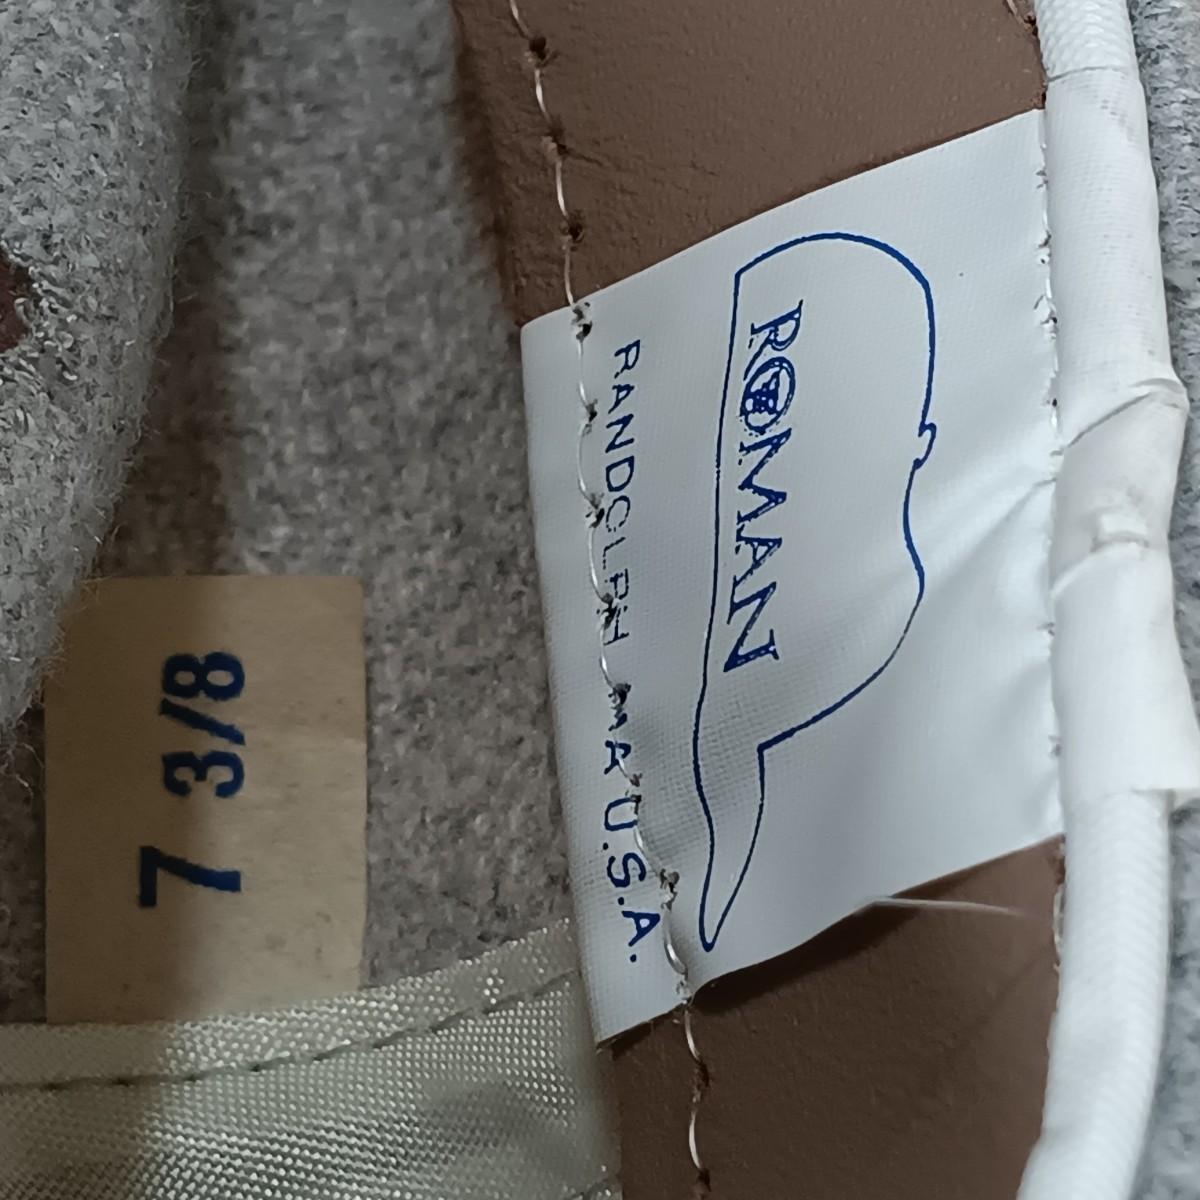 ROMAN
RANDOLPH MA U.S.A.
7 3/8